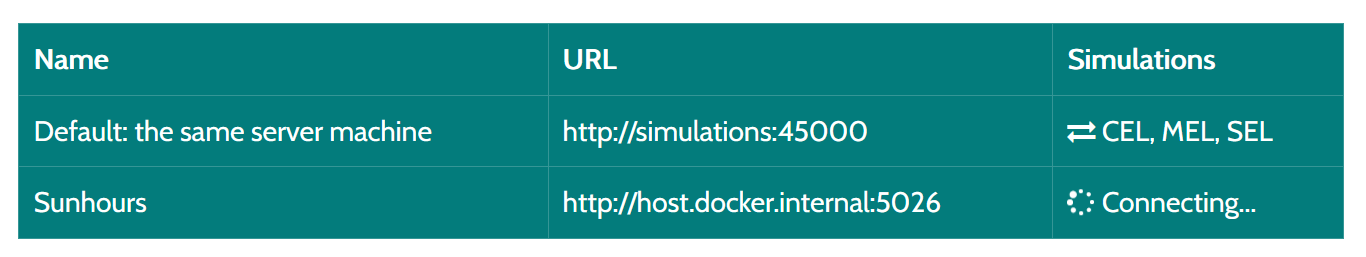 Name URL Simulations
Default: the same server machine http://simulations:45000 CEL, MEL, SEL
Sunhours http://host.docker.internal:5026 Connecting...